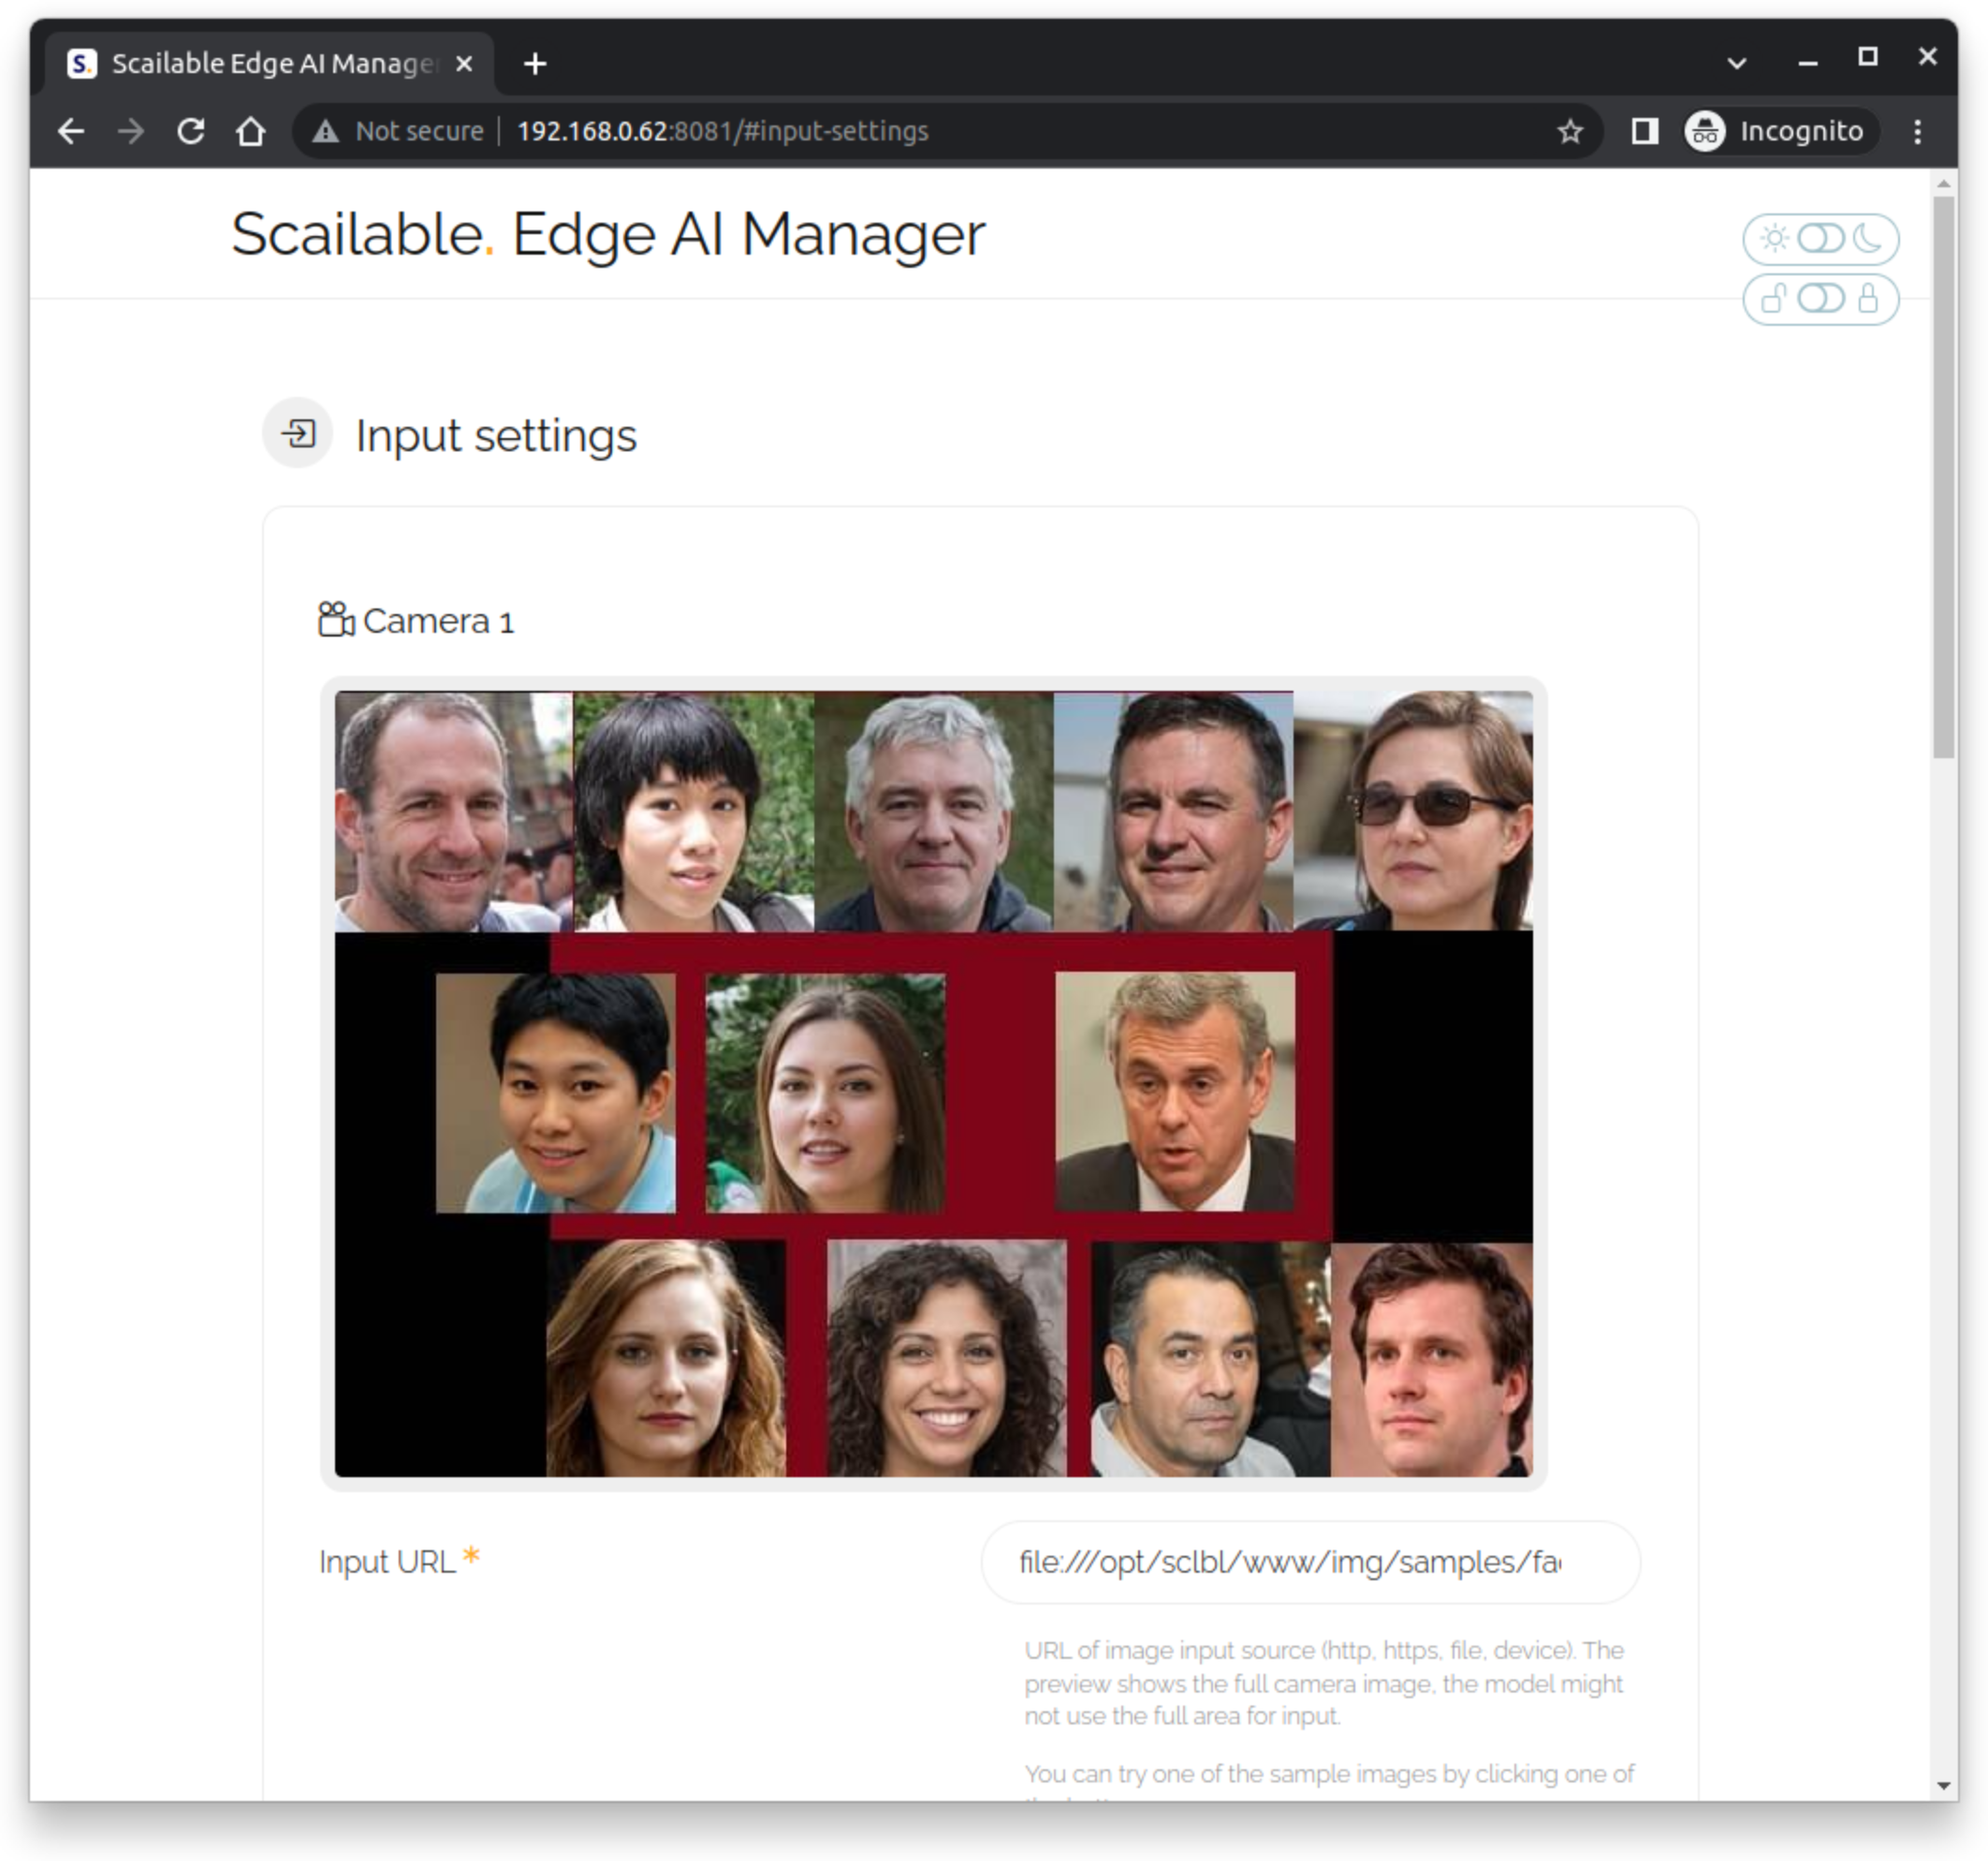 Scailable Edge AI Manager
Not secure 192.168.0.62:8081/#input-settings
Incognito
Scailable. Edge AI Manager
Input settings
Camera 1
Input URL *
file:///opt/sclbl/www/img/samples/fa
URL of image input source (http, https, file, device). The
preview shows the full camera image, the model might
not use the full area for input.
You can try one of the sample images by clicking one of